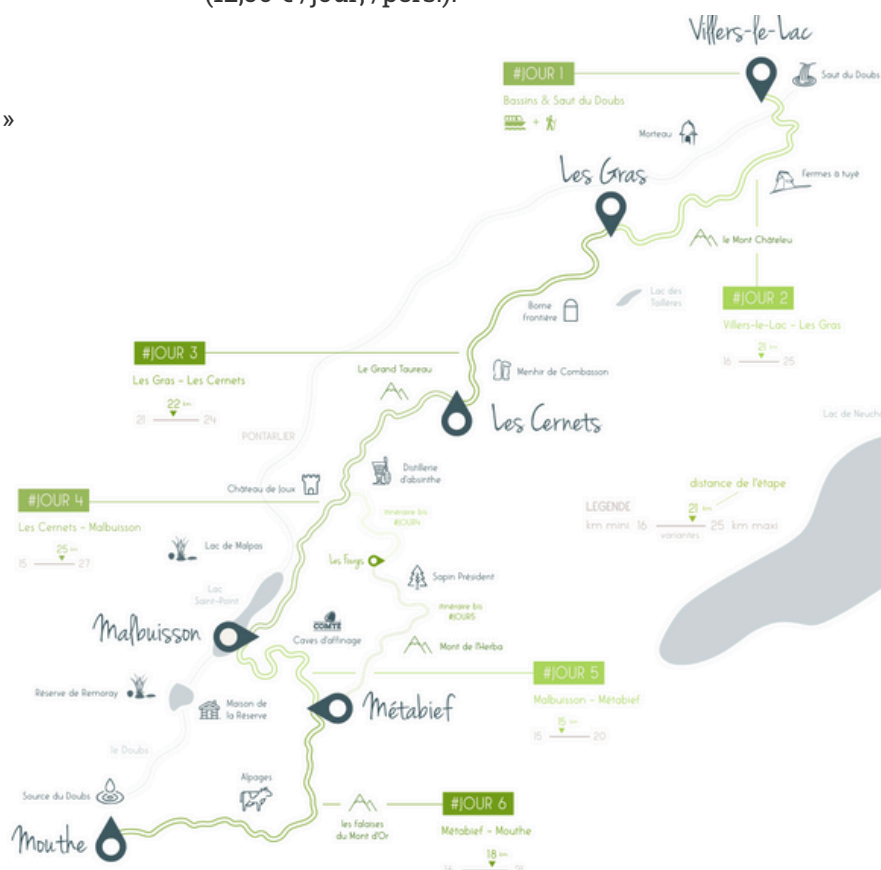 (12,50 € /jour, /pers.).
»
Villers-le-Lac
#JOUR 1
Saut du Doubs
Bassins & Saut du Doubs
+
Morteau
Les Gras
Fermes à tuyé
le Mont Châteleu
Lac des
Taillères
#JOUR 2
Borne
frontière
Villers-le-Lac - Les Gras
21 km
16 25
#JOUR 3
Le Grand Taureau
Menhir de Combasson
Les Gras - Les Cernets
22 km
21 24
Les Cernets
Lac de Neuch
PONTARLIER
Distillerie
d'absinthe
Château de Joux
distance de l'étape
#JOUR 4
LEGENDE
21 km
km mini 16 25 km maxi
variantes
itinéraire bis
#JOUR4
Les Cernets - Malbuisson
25 km
15 27
Lac de Malpas
Les Fourgs
Sapin Président
Lac
Saint-Point
itinéraire bis
#JOUR5
Malbuisson
COMTÉ
Caves d'affinage
Mont de l'Herba
#JOUR 5
Réserve de Remoray
Maison de
la Réserve
Métabief
Malbuisson - Métabief
15 km
15 20
le Doubs
Alpages
Source du Doubs
#JOUR 6
les falaises
du Mont d'Or
Métabief - Mouthe
Mouthe
18 km